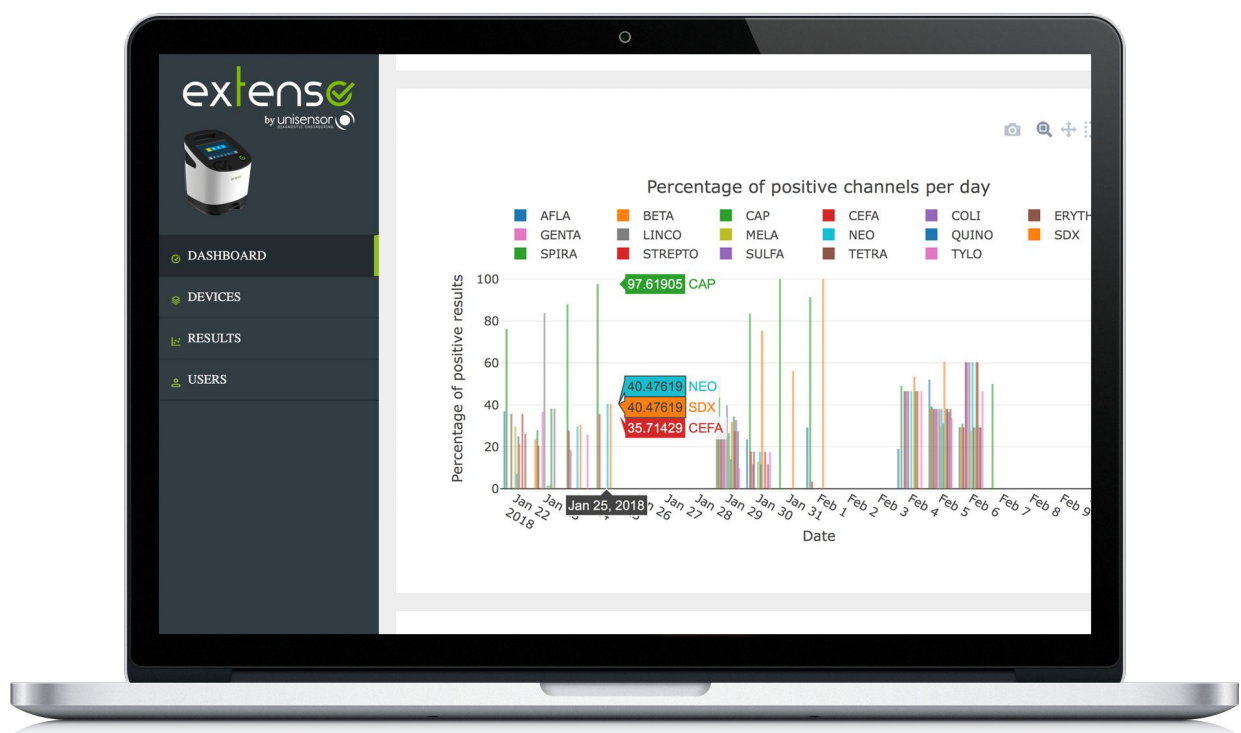 extenso
by unisensor
DIAGNOSTIC ENGINEERING
DASHBOARD
DEVICES
RESULTS
USERS
Percentage of positive channels per day
AFLA BETA CAP CEFA COLI ERYTH
GENTA LINCO MELA NEO QUINO SDX
SPIRA STREPTO SULFA TETRA TYLO
Percentage of positive results
100
80
60
40
20
0
97.61905 CAP
40.47619 NEO
40.47619 SDX
35.71429 CEFA
Jan 22
2018
Jan 25, 2018
Jan 27
Jan 28
Jan 29
Jan 30
Jan 31
Feb 1
Feb 2
Feb 3
Feb 4
Feb 5
Feb 6
Feb 7
Feb 8
Feb 9
Date